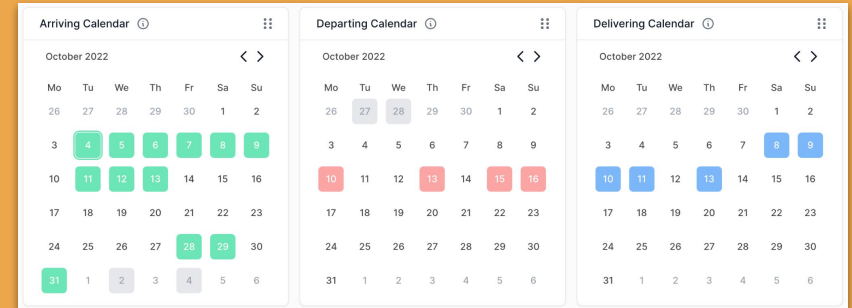 Arriving Calendar
October 2022
Mo Tu We Th Fr Sa Su
26 27 28 29 30 1 2
3 4 5 6 7 8 9
10 11 12 13 14 15 16
17 18 19 20 21 22 23
24 25 26 27 28 29 30
31 1 2 3 4 5 6
Departing Calendar
October 2022
Mo Tu We Th Fr Sa Su
26 27 28 29 30 1 2
3 4 5 6 7 8 9
10 11 12 13 14 15 16
17 18 19 20 21 22 23
24 25 26 27 28 29 30
31 1 2 3 4 5 6
Delivering Calendar
October 2022
Mo Tu We Th Fr Sa Su
26 27 28 29 30 1 2
3 4 5 6 7 8 9
10 11 12 13 14 15 16
17 18 19 20 21 22 23
24 25 26 27 28 29 30
31 1 2 3 4 5 6